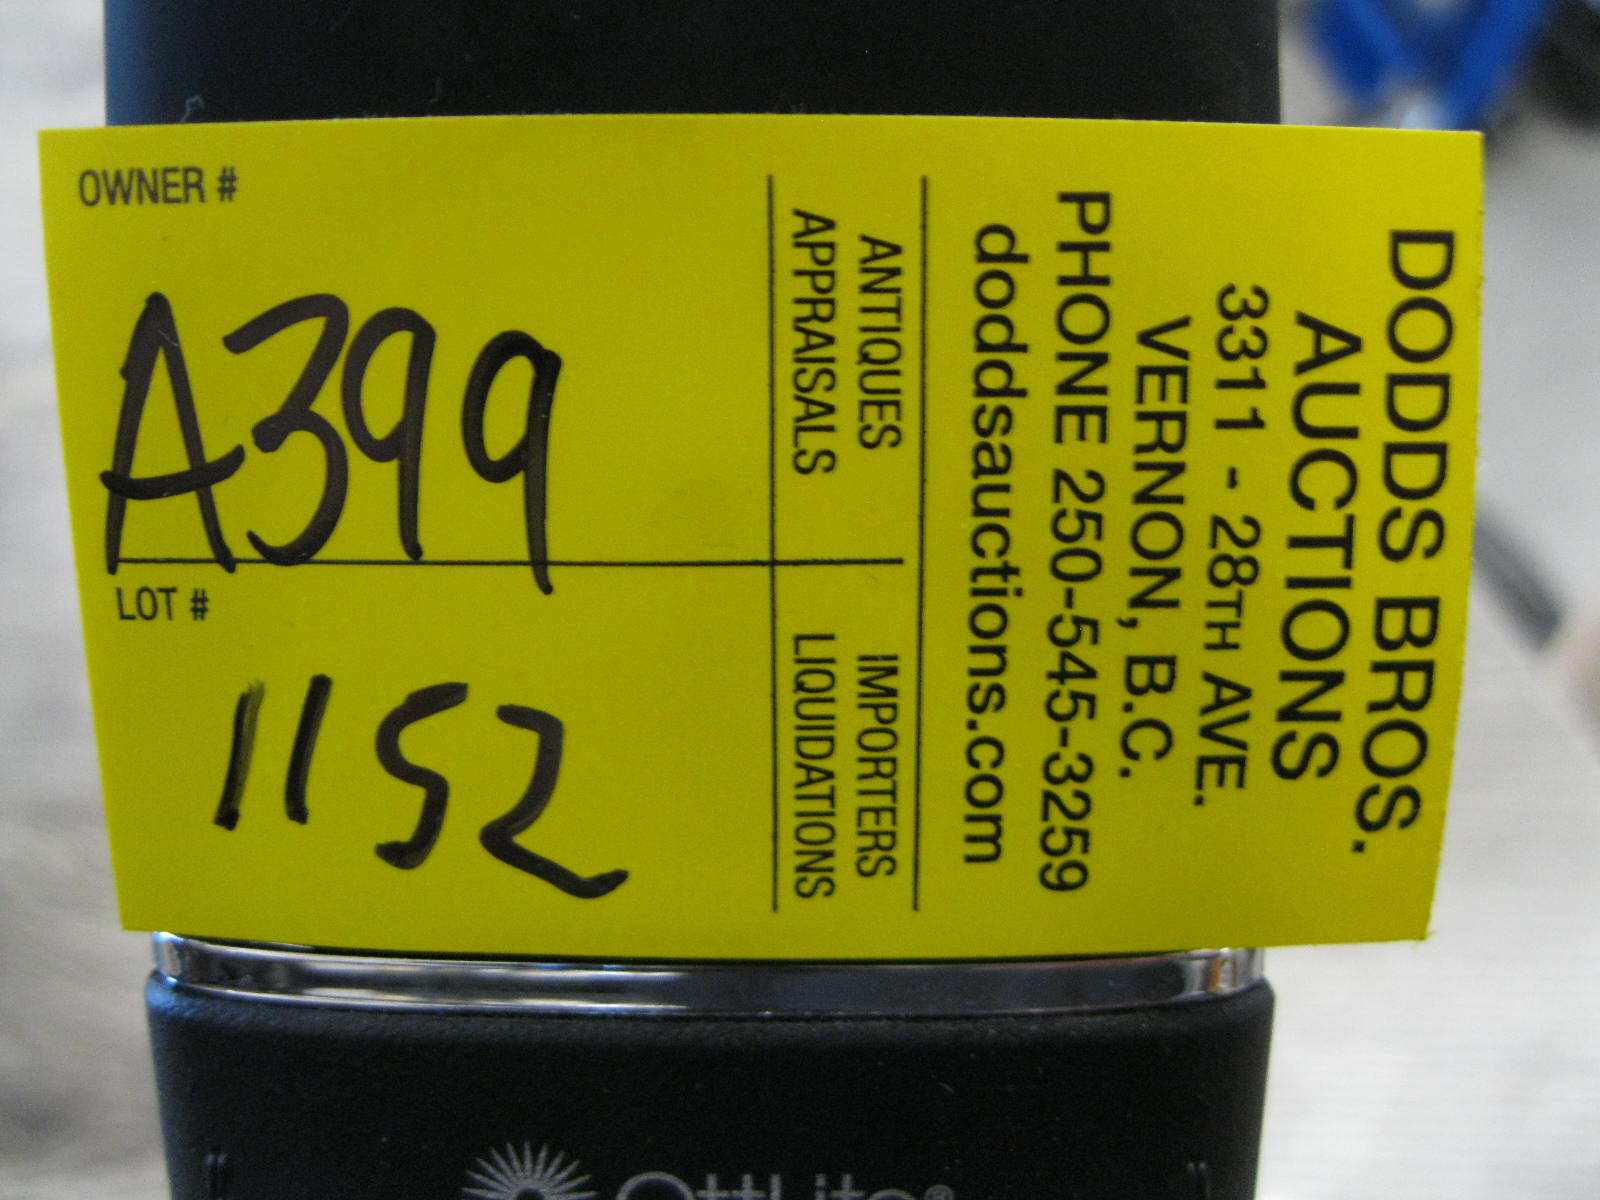 OWNER #
A399
LOT #
1152
DODDS BROS.
AUCTIONS
3311 - 28TH AVE.
VERNON, B.C.
PHONE 250-545-3259
doddsauctions.com
ANTIQUES
APPRAISALS
IMPORTERS
LIQUIDATIONS
OttLite®